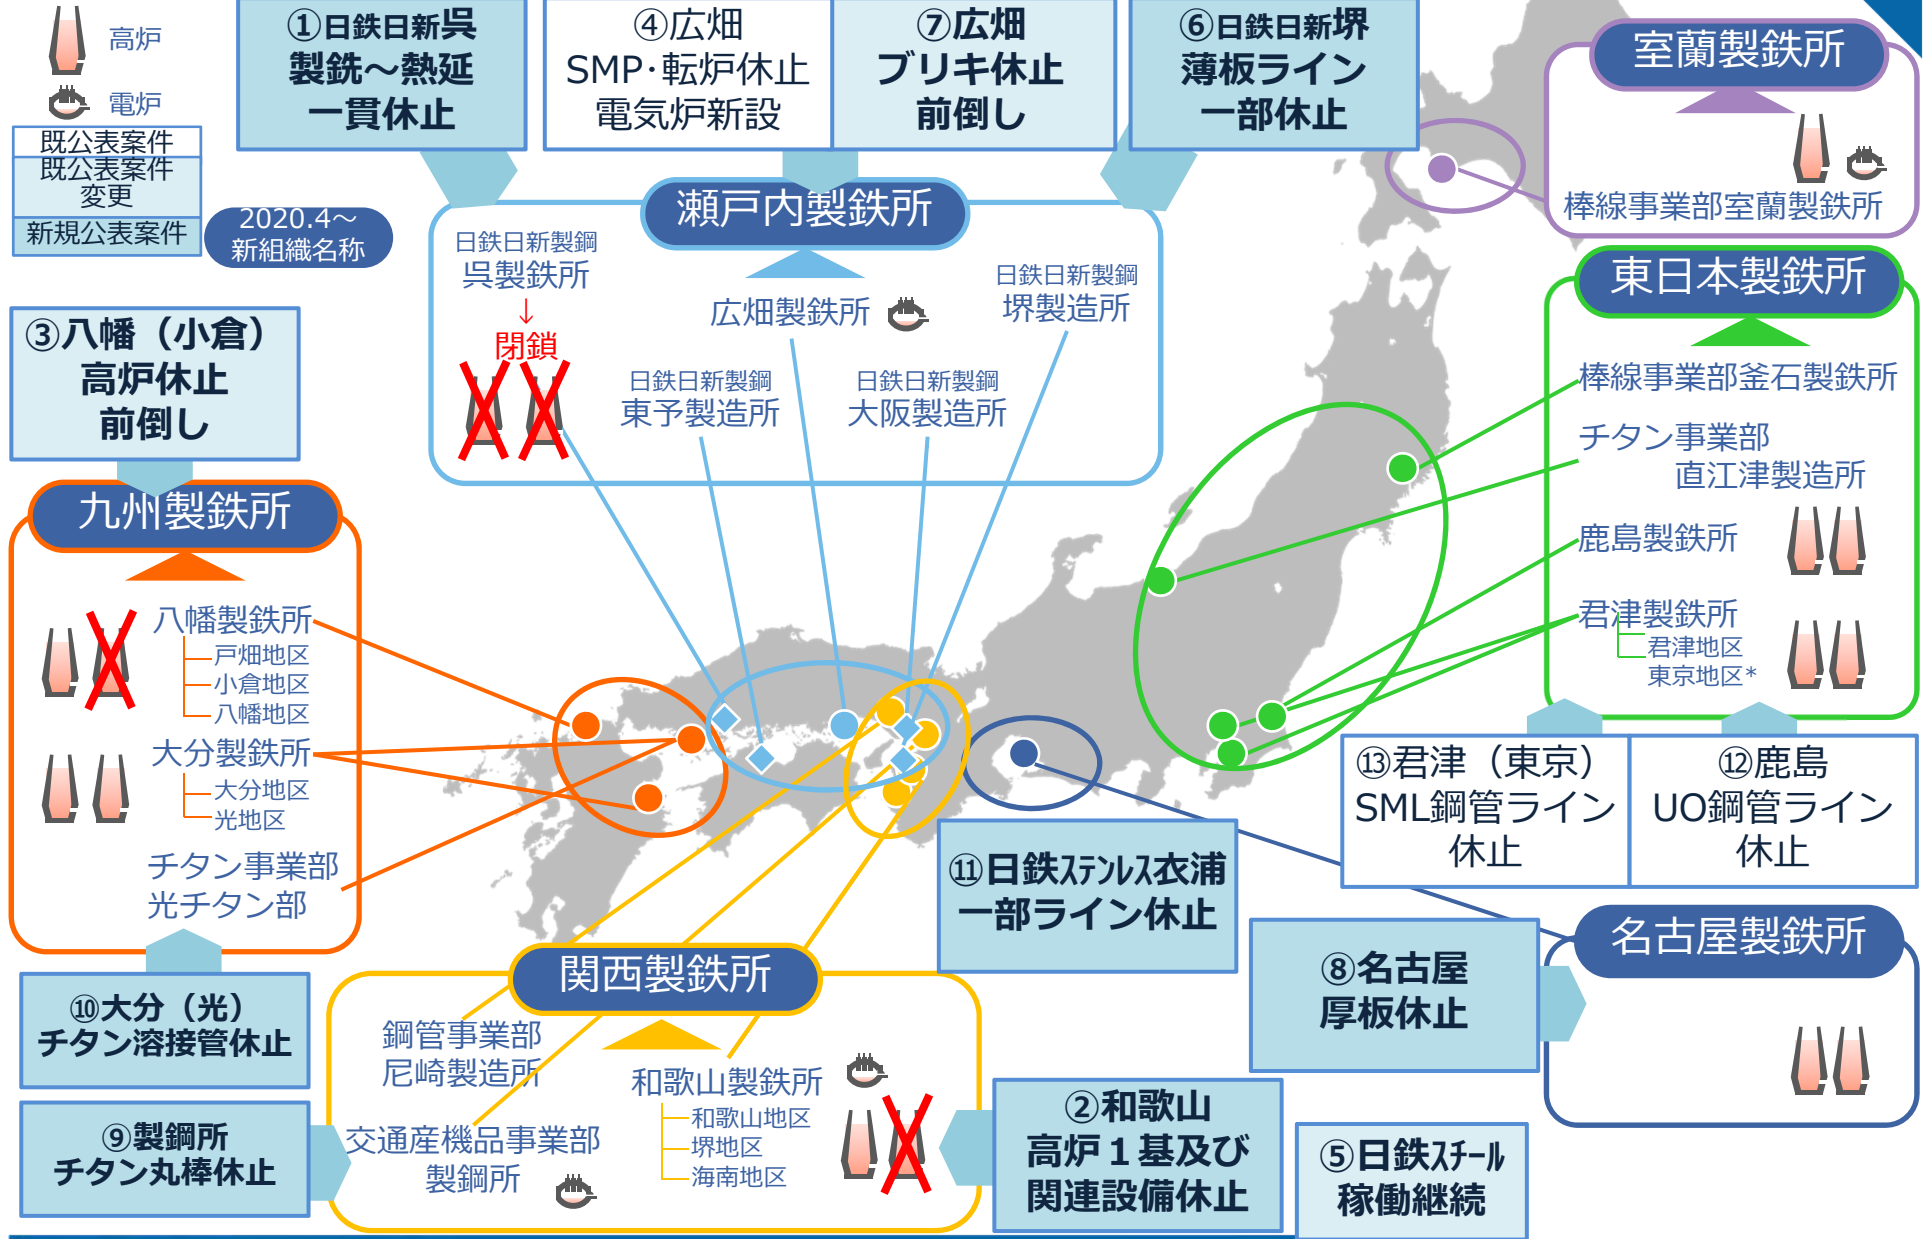 高炉
電炉
既公表案件
既公表案件
変更
新規公表案件
2020.4～
新組織名称
①日鉄日新呉
製銑～熱延
一貫休止
④広畑
SMP･転炉休止
電気炉新設
⑦広畑
ブリキ休止
前倒し
⑥日鉄日新堺
薄板ライン
一部休止
室蘭製鉄所
棒線事業部室蘭製鉄所
瀬戸内製鉄所
日鉄日新製鋼
呉製鉄所
↓
閉鎖
広畑製鉄所
日鉄日新製鋼
堺製造所
日鉄日新製鋼
東予製造所
日鉄日新製鋼
大阪製造所
東日本製鉄所
棒線事業部釜石製鉄所
チタン事業部
直江津製造所
鹿島製鉄所
君津製鉄所
君津地区
東京地区*
③八幡（小倉）
高炉休止
前倒し
九州製鉄所
八幡製鉄所
戸畑地区
小倉地区
八幡地区
大分製鉄所
大分地区
光地区
チタン事業部
光チタン部
⑬君津（東京）
SML鋼管ライン
休止
⑫鹿島
UO鋼管ライン
休止
⑪日鉄ｽﾃﾝﾚｽ衣浦
一部ライン休止
⑧名古屋
厚板休止
名古屋製鉄所
⑩大分（光）
チタン溶接管休止
⑨製鋼所
チタン丸棒休止
関西製鉄所
鋼管事業部
尼崎製造所
和歌山製鉄所
和歌山地区
堺地区
海南地区
交通産機品事業部
製鋼所
②和歌山
高炉１基及び
関連設備休止
⑤日鉄ｽﾁｰﾙ
稼働継続